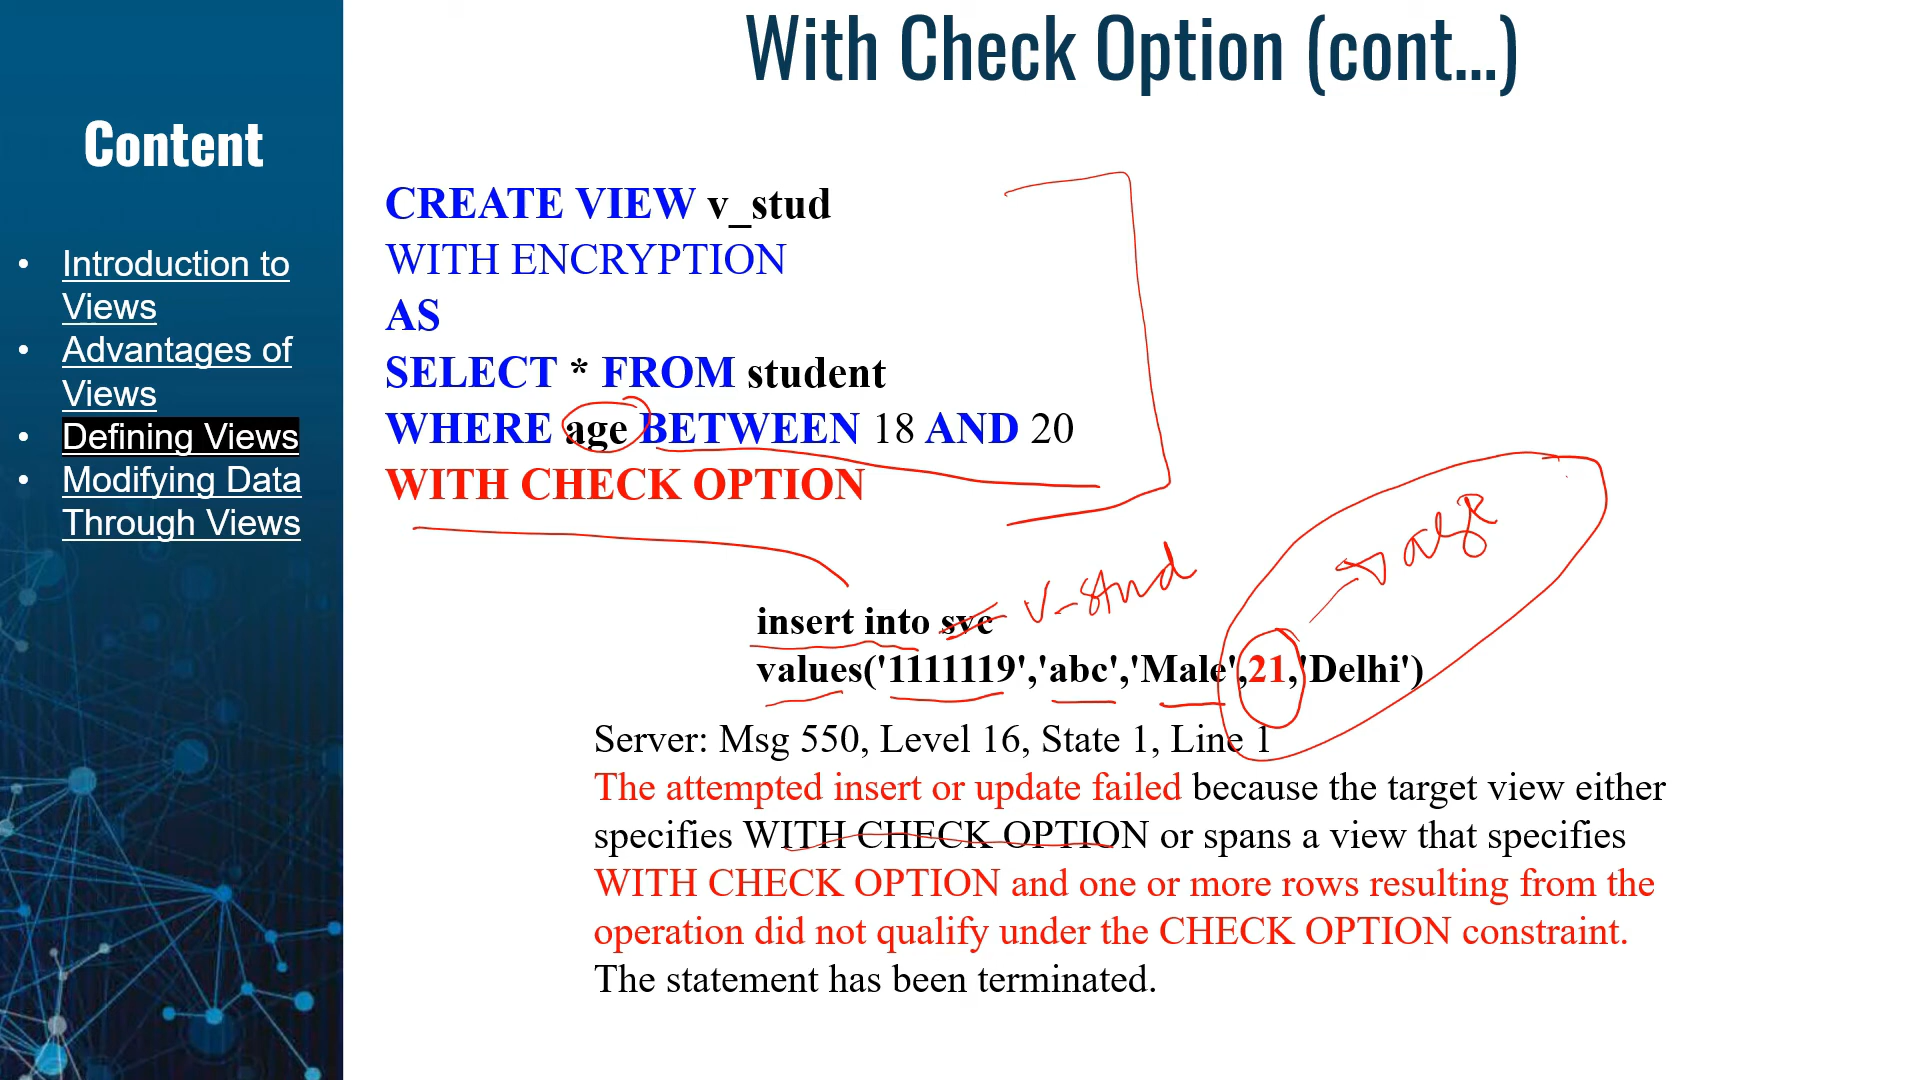 With Check Option (cont...)
Content
• Introduction to
Views
• Advantages of
Views
• Defining Views
• Modifying Data
Through Views
CREATE VIEW v_stud
WITH ENCRYPTION
AS
SELECT * FROM student
WHERE age BETWEEN 18 AND 20
WITH CHECK OPTION
age
insert into svc v-stud
values('1111119','abc','Male',21,'Delhi')
Server: Msg 550, Level 16, State 1, Line 1
The attempted insert or update failed because the target view either
specifies WITH CHECK OPTION or spans a view that specifies
WITH CHECK OPTION and one or more rows resulting from the
operation did not qualify under the CHECK OPTION constraint.
The statement has been terminated.